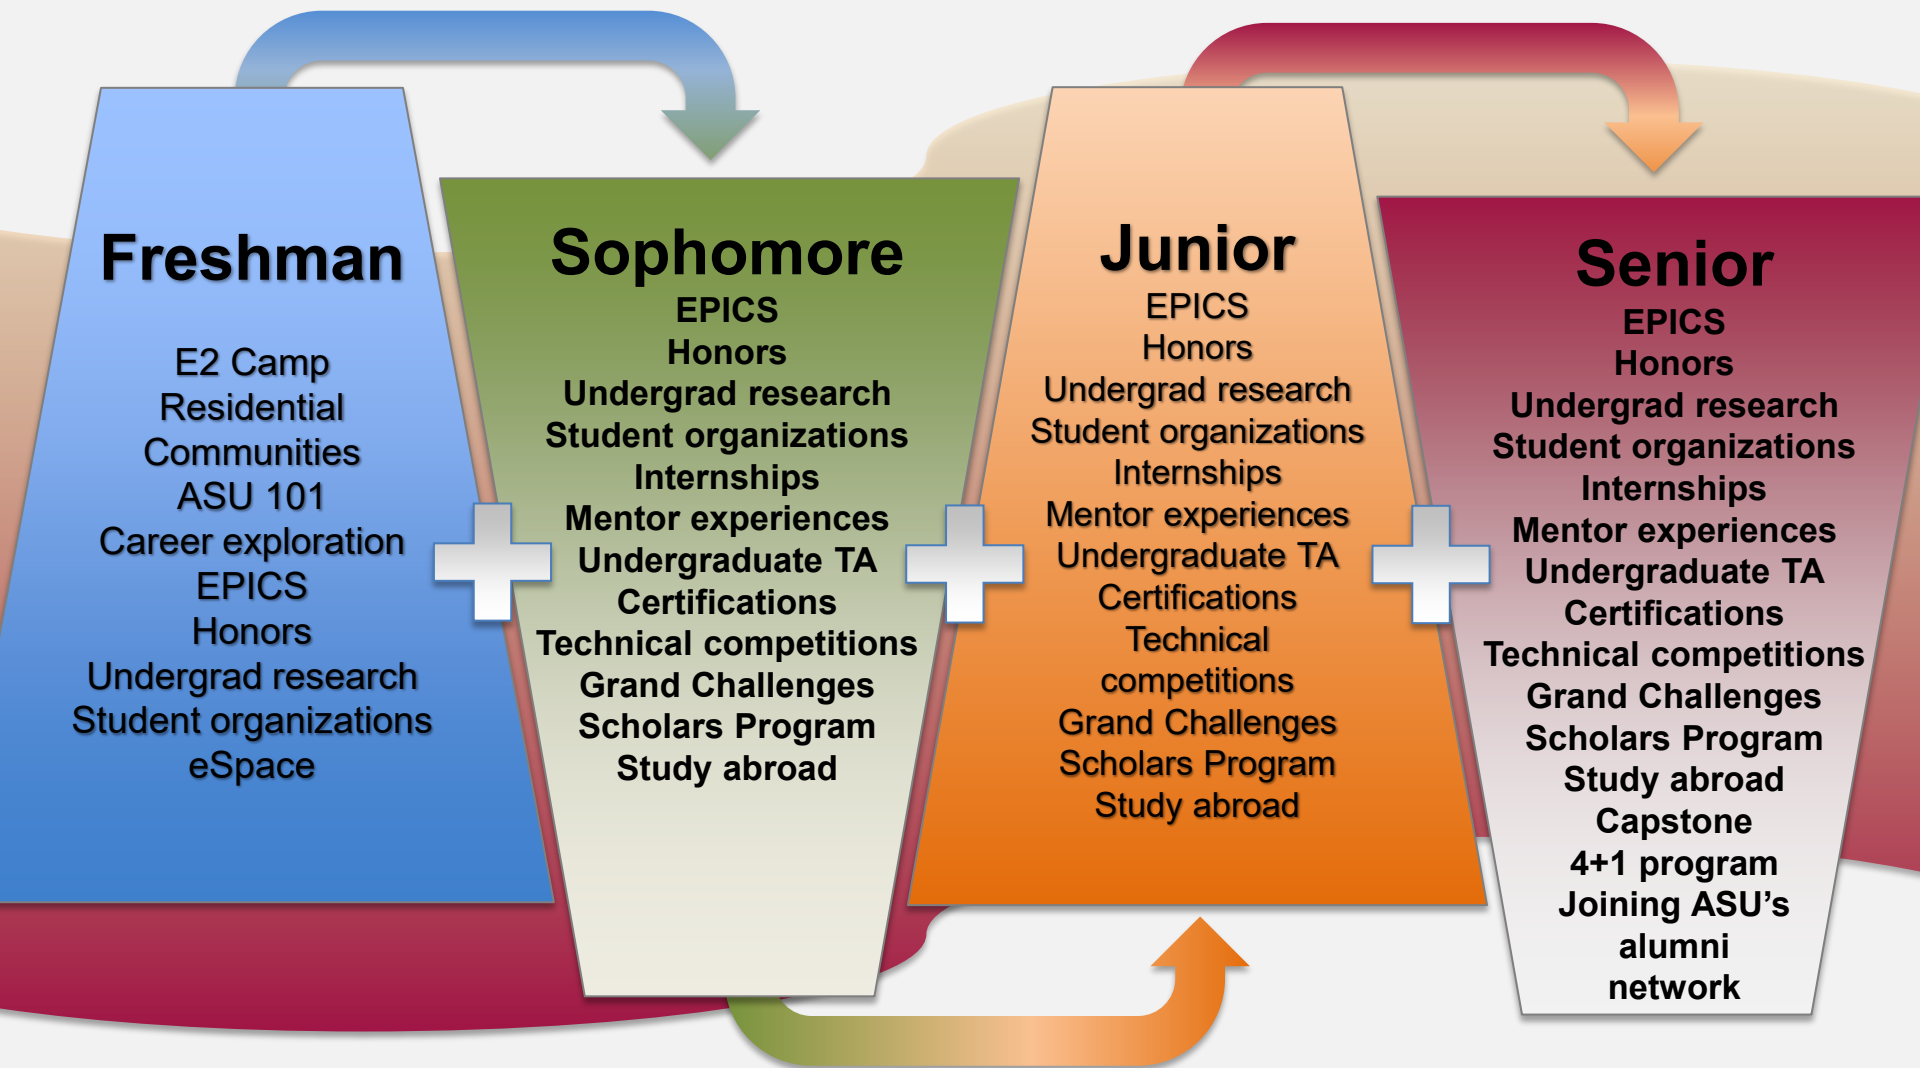 Freshman
E2 Camp
Residential
Communities
ASU 101
Career exploration
EPICS
Honors
Undergrad research
Student organizations
eSpace
Sophomore
EPICS
Honors
Undergrad research
Student organizations
Internships
Mentor experiences
Undergraduate TA
Certifications
Technical competitions
Grand Challenges
Scholars Program
Study abroad
Junior
EPICS
Honors
Undergrad research
Student organizations
Internships
Mentor experiences
Undergraduate TA
Certifications
Technical
competitions
Grand Challenges
Scholars Program
Study abroad
Senior
EPICS
Honors
Undergrad research
Student organizations
Internships
Mentor experiences
Undergraduate TA
Certifications
Technical competitions
Grand Challenges
Scholars Program
Study abroad
Capstone
4+1 program
Joining ASU’s
alumni
network